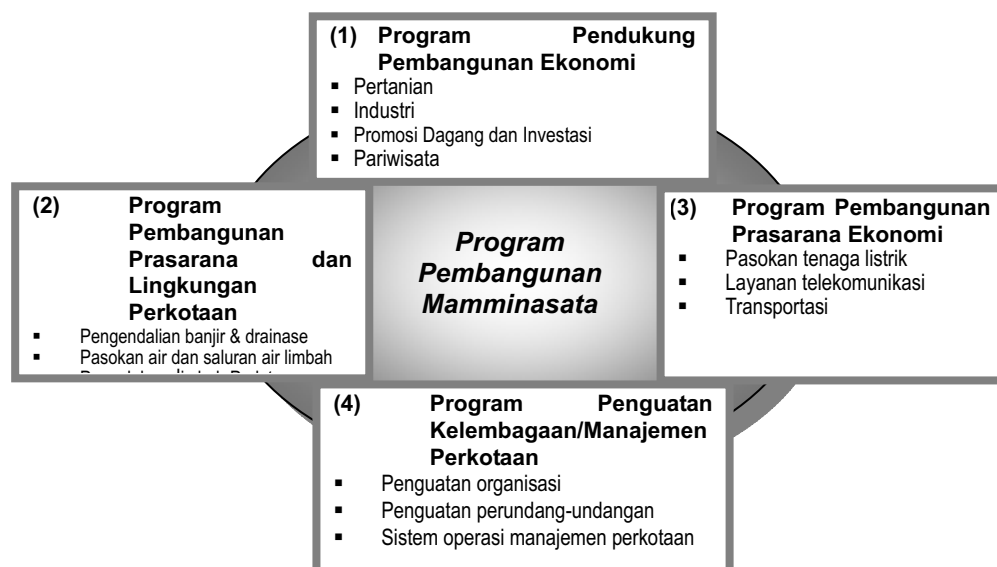 (1) Program Pendukung
Pembangunan Ekonomi
▪ Pertanian
▪ Industri
▪ Promosi Dagang dan Investasi
▪ Pariwisata
(2) Program
Pembangunan
Prasarana dan
Lingkungan
Perkotaan
▪ Pengendalian banjir & drainase
▪ Pasokan air dan saluran air limbah
Program
Pembangunan
Mamminasata
(3) Program Pembangunan
Prasarana Ekonomi
▪ Pasokan tenaga listrik
▪ Layanan telekomunikasi
▪ Transportasi
(4) Program Penguatan
Kelembagaan/Manajemen
Perkotaan
▪ Penguatan organisasi
▪ Penguatan perundang-undangan
▪ Sistem operasi manajemen perkotaan